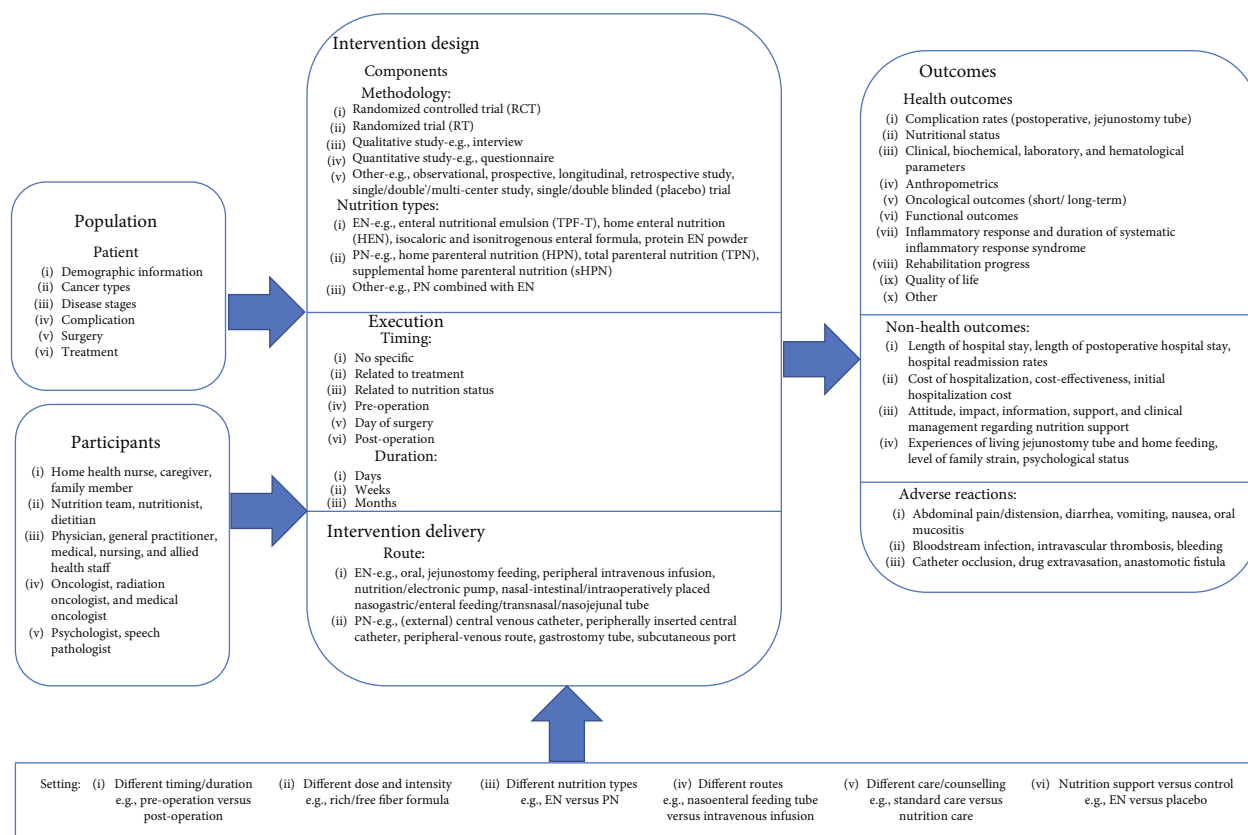 Population
Patient
(i) Demographic information
(ii) Cancer types
(iii) Disease stages
(iv) Complication
(v) Surgery
(vi) Treatment
Participants
(i) Home health nurse, caregiver,
family member
(ii) Nutrition team, nutritionist,
dietitian
(iii) Physician, general practitioner,
medical, nursing, and allied
health staff
(iv) Oncologist, radiation
oncologist, and medical
oncologist
(v) Psychologist, speech
pathologist
Intervention design
Components
Methodology:
(i) Randomized controlled trial (RCT)
(ii) Randomized trial (RT)
(iii) Qualitative study-e.g., interview
(iv) Quantitative study-e.g., questionnaire
(v) Other-e.g., observational, prospective, longitudinal, retrospective study,
single/double'/multi-center study, single/double blinded (placebo) trial
Nutrition types:
(i) EN-e.g., enteral nutritional emulsion (TPF-T), home enteral nutrition
(HEN), isocaloric and isonitrogenous enteral formula, protein EN powder
(ii) PN-e.g., home parenteral nutrition (HPN), total parenteral nutrition (TPN),
supplemental home parenteral nutrition (sHPN)
(iii) Other-e.g., PN combined with EN
Execution
Timing:
(i) No specific
(ii) Related to treatment
(iii) Related to nutrition status
(iv) Pre-operation
(v) Day of surgery
(vi) Post-operation
Duration:
(i) Days
(ii) Weeks
(iii) Months
Intervention delivery
Route:
(i) EN-e.g., oral, jejunostomy feeding, peripheral intravenous infusion,
nutrition/electronic pump, nasal-intestinal/intraoperatively placed
nasogastric/enteral feeding/transnasal/nasojejunal tube
(ii) PN-e.g., (external) central venous catheter, peripherally inserted central
catheter, peripheral-venous route, gastrostomy tube, subcutaneous port
Outcomes
Health outcomes
(i) Complication rates (postoperative, jejunostomy tube)
(ii) Nutritional status
(iii) Clinical, biochemical, laboratory, and hematological
parameters
(iv) Anthropometrics
(v) Oncological outcomes (short/ long-term)
(vi) Functional outcomes
(vii) Inflammatory response and duration of systematic
inflammatory response syndrome
(viii) Rehabilitation progress
(ix) Quality of life
(x) Other
Non-health outcomes:
(i) Length of hospital stay, length of postoperative hospital stay,
hospital readmission rates
(ii) Cost of hospitalization, cost-effectiveness, initial
hospitalization cost
(iii) Attitude, impact, information, support, and clinical
management regarding nutrition support
(iv) Experiences of living jejunostomy tube and home feeding,
level of family strain, psychological status
Adverse reactions:
(i) Abdominal pain/distension, diarrhea, vomiting, nausea, oral
mucositis
(ii) Bloodstream infection, intravascular thrombosis, bleeding
(iii) Catheter occlusion, drug extravasation, anastomotic fistula
Setting:
(i) Different timing/duration
e.g., pre-operation versus
post-operation
(ii) Different dose and intensity
e.g., rich/free fiber formula
(iii) Different nutrition types
e.g., EN versus PN
(iv) Different routes
e.g., nasoenteral feeding tube
versus intravenous infusion
(v) Different care/counselling
e.g., standard care versus
nutrition care
(vi) Nutrition support versus control
e.g., EN versus placebo